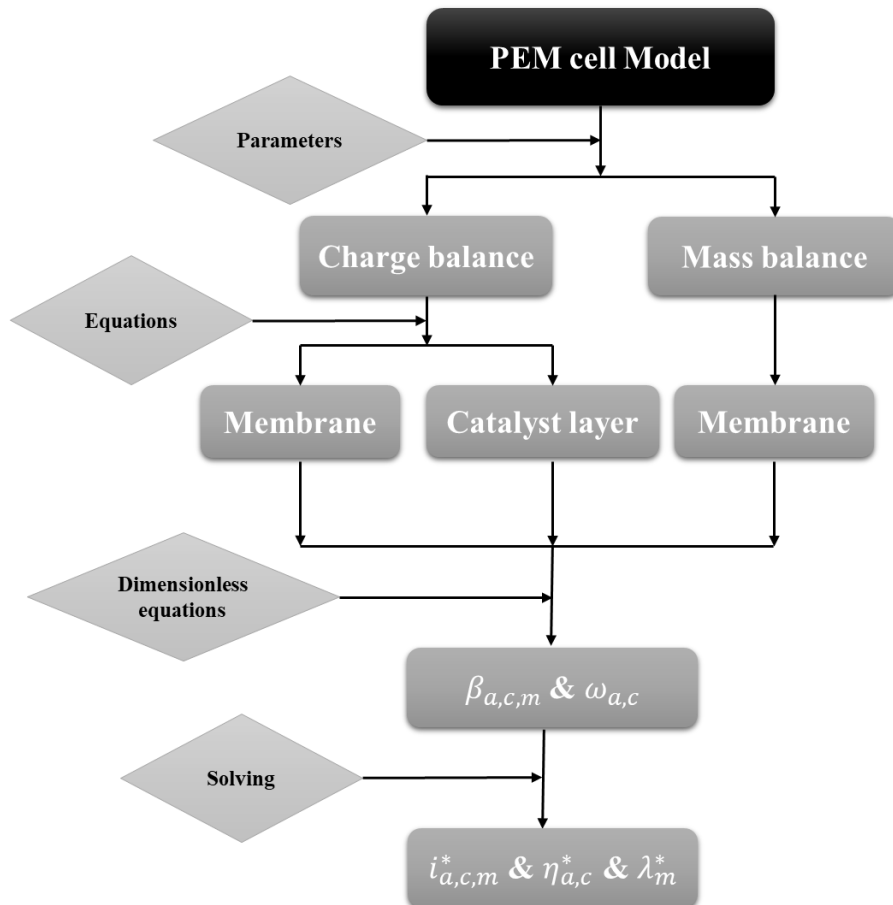 PEM cell Model
Parameters
Charge balance
Mass balance
Equations
Membrane
Catalyst layer
Membrane
Dimensionless
equations
β_{a,c,m} & ω_{a,c}
Solving
i^*_{a,c,m} & η^*_{a,c} & λ^*_m